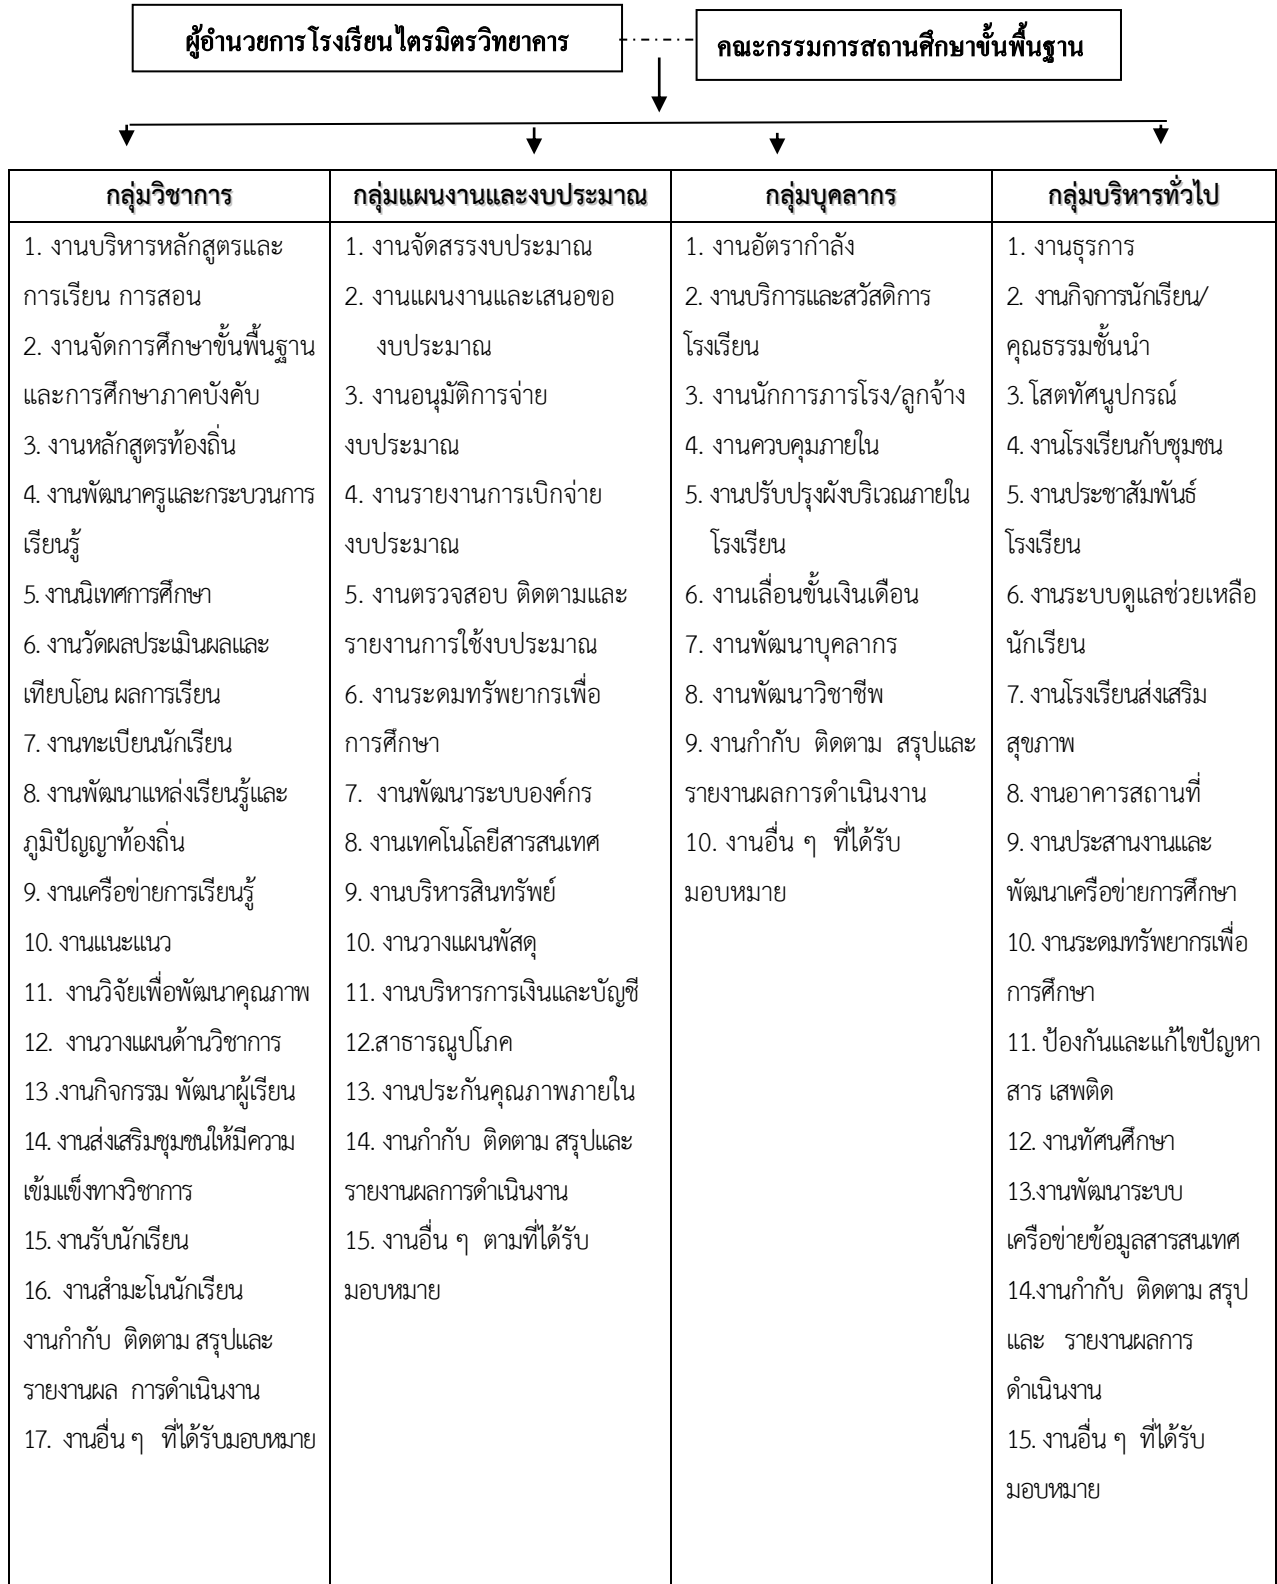 ผู้อำนวยการโรงเรียนไตรมิตรวิทยาคาร
คณะกรรมการสถานศึกษาขั้นพื้นฐาน
กลุ่มวิชาการ
1. งานบริหารหลักสูตรและ
การเรียน การสอน
2. งานจัดการศึกษาขั้นพื้นฐาน
และการศึกษาภาคบังคับ
3. งานหลักสูตรท้องถิ่น
4. งานพัฒนาครูและกระบวนการ
เรียนรู้
5. งานนิเทศการศึกษา
6. งานวัดผลประเมินผลและ
เทียบโอน ผลการเรียน
7. งานทะเบียนนักเรียน
8. งานพัฒนาแหล่งเรียนรู้และ
ภูมิปัญญาท้องถิ่น
9. งานเครือข่ายการเรียนรู้
10. งานแนะแนว
11. งานวิจัยเพื่อพัฒนาคุณภาพ
12. งานวางแผนด้านวิชาการ
13 .งานกิจกรรม พัฒนาผู้เรียน
14. งานส่งเสริมชุมชนให้มีความ
เข้มแข็งทางวิชาการ
15. งานรับนักเรียน
16. งานสำมะโนนักเรียน
งานกำกับ ติดตาม สรุปและ
รายงานผล การดำเนินงาน
17. งานอื่น ๆ ที่ได้รับมอบหมาย
กลุ่มแผนงานและงบประมาณ
1. งานจัดสรรงบประมาณ
2. งานแผนงานและเสนอขอ
งบประมาณ
3. งานอนุมัติการจ่าย
งบประมาณ
4. งานรายงานการเบิกจ่าย
งบประมาณ
5. งานตรวจสอบ ติดตามและ
รายงานการใช้งบประมาณ
6. งานระดมทรัพยากรเพื่อ
การศึกษา
7. งานพัฒนาระบบองค์กร
8. งานเทคโนโลยีสารสนเทศ
9. งานบริหารสินทรัพย์
10. งานวางแผนพัสดุ
11. งานบริหารการเงินและบัญชี
12.สาธารณูปโภค
13. งานประกันคุณภาพภายใน
14. งานกำกับ ติดตาม สรุปและ
รายงานผลการดำเนินงาน
15. งานอื่น ๆ ตามที่ได้รับ
มอบหมาย
กลุ่มบุคลากร
1. งานอัตรากำลัง
2. งานบริการและสวัสดิการ
โรงเรียน
3. งานนักการภารโรง/ลูกจ้าง
4. งานควบคุมภายใน
5. งานปรับปรุงผังบริเวณภายใน
โรงเรียน
6. งานเลื่อนขั้นเงินเดือน
7. งานพัฒนาบุคลากร
8. งานพัฒนาวิชาชีพ
9. งานกำกับ ติดตาม สรุปและ
รายงานผลการดำเนินงาน
10. งานอื่น ๆ ที่ได้รับ
มอบหมาย
กลุ่มบริหารทั่วไป
1. งานธุรการ
2. งานกิจการนักเรียน/
คุณธรรมชั้นนำ
3. โสตทัศนูปกรณ์
4. งานโรงเรียนกับชุมชน
5. งานประชาสัมพันธ์
โรงเรียน
6. งานระบบดูแลช่วยเหลือ
นักเรียน
7. งานโรงเรียนส่งเสริม
สุขภาพ
8. งานอาคารสถานที่
9. งานประสานงานและ
พัฒนาเครือข่ายการศึกษา
10. งานระดมทรัพยากรเพื่อ
การศึกษา
11. ป้องกันและแก้ไขปัญหา
สาร เสพติด
12. งานทัศนศึกษา
13.งานพัฒนาระบบ
เครือข่ายข้อมูลสารสนเทศ
14.งานกำกับ ติดตาม สรุป
และ รายงานผลการ
ดำเนินงาน
15. งานอื่น ๆ ที่ได้รับ
มอบหมาย